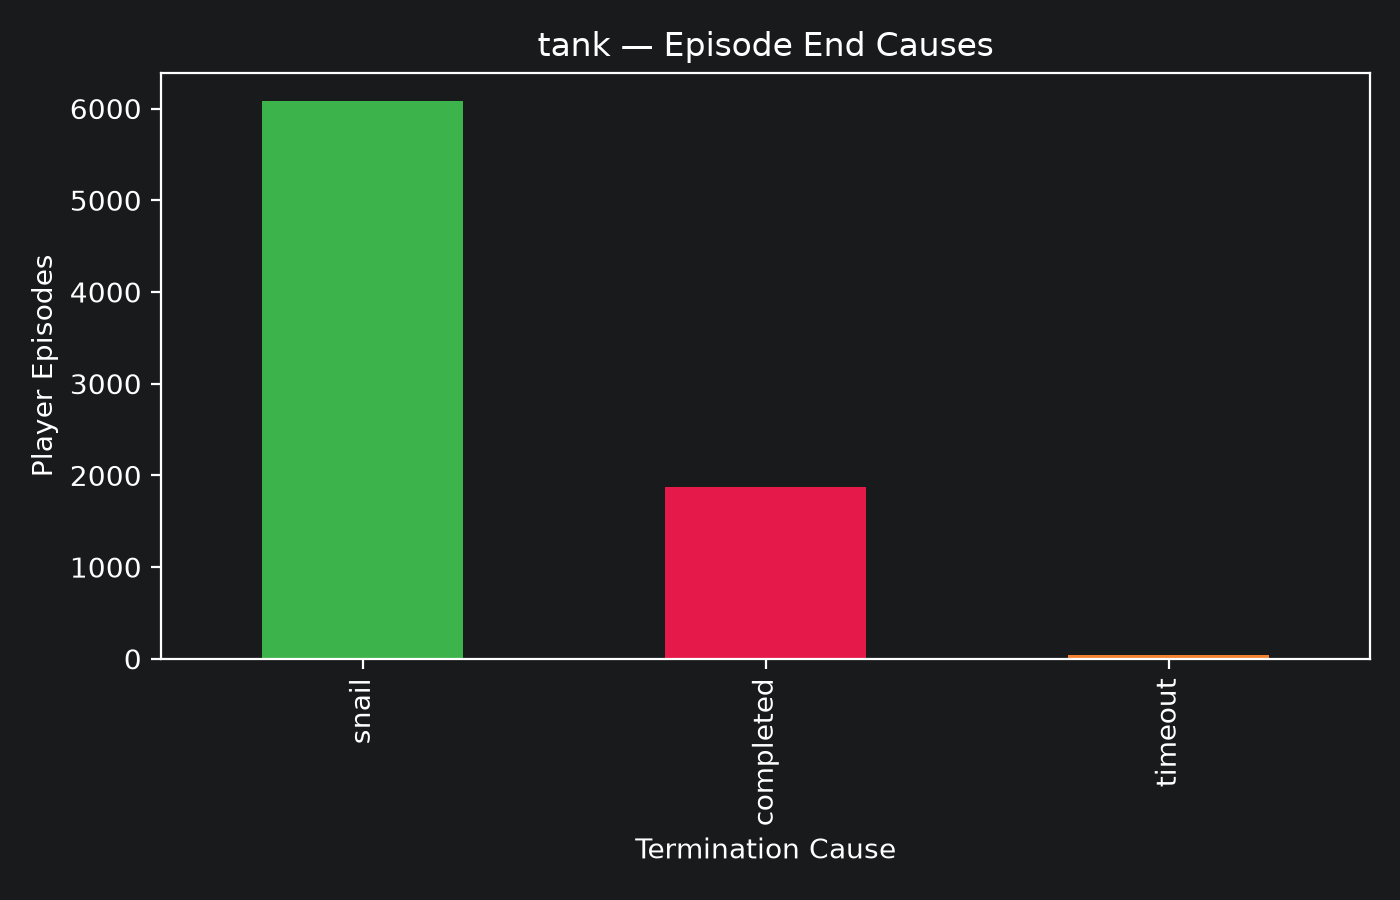 tank — Episode End Causes
Player Episodes
6000
5000
4000
3000
2000
1000
0
snail
completed
timeout
Termination Cause